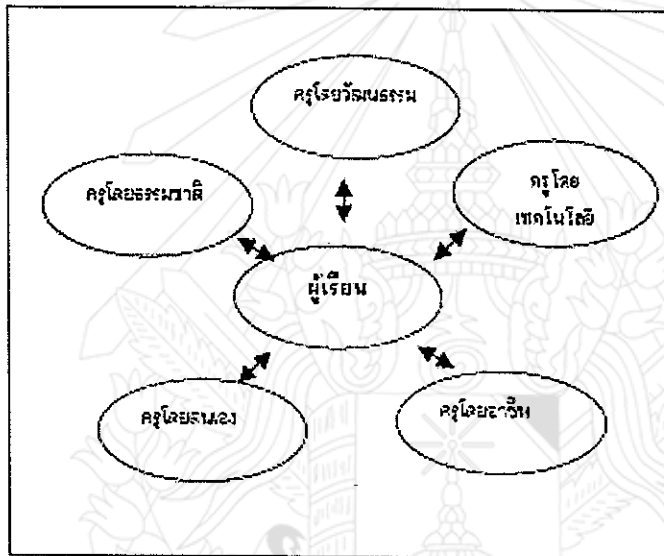 ครูโดยวัฒนธรรม
ครูโดยธรรมชาติ
ครูโดย
เทคโนโลยี
ผู้เรียน
ครูโดยตนเอง
ครูโดยอาชีพ